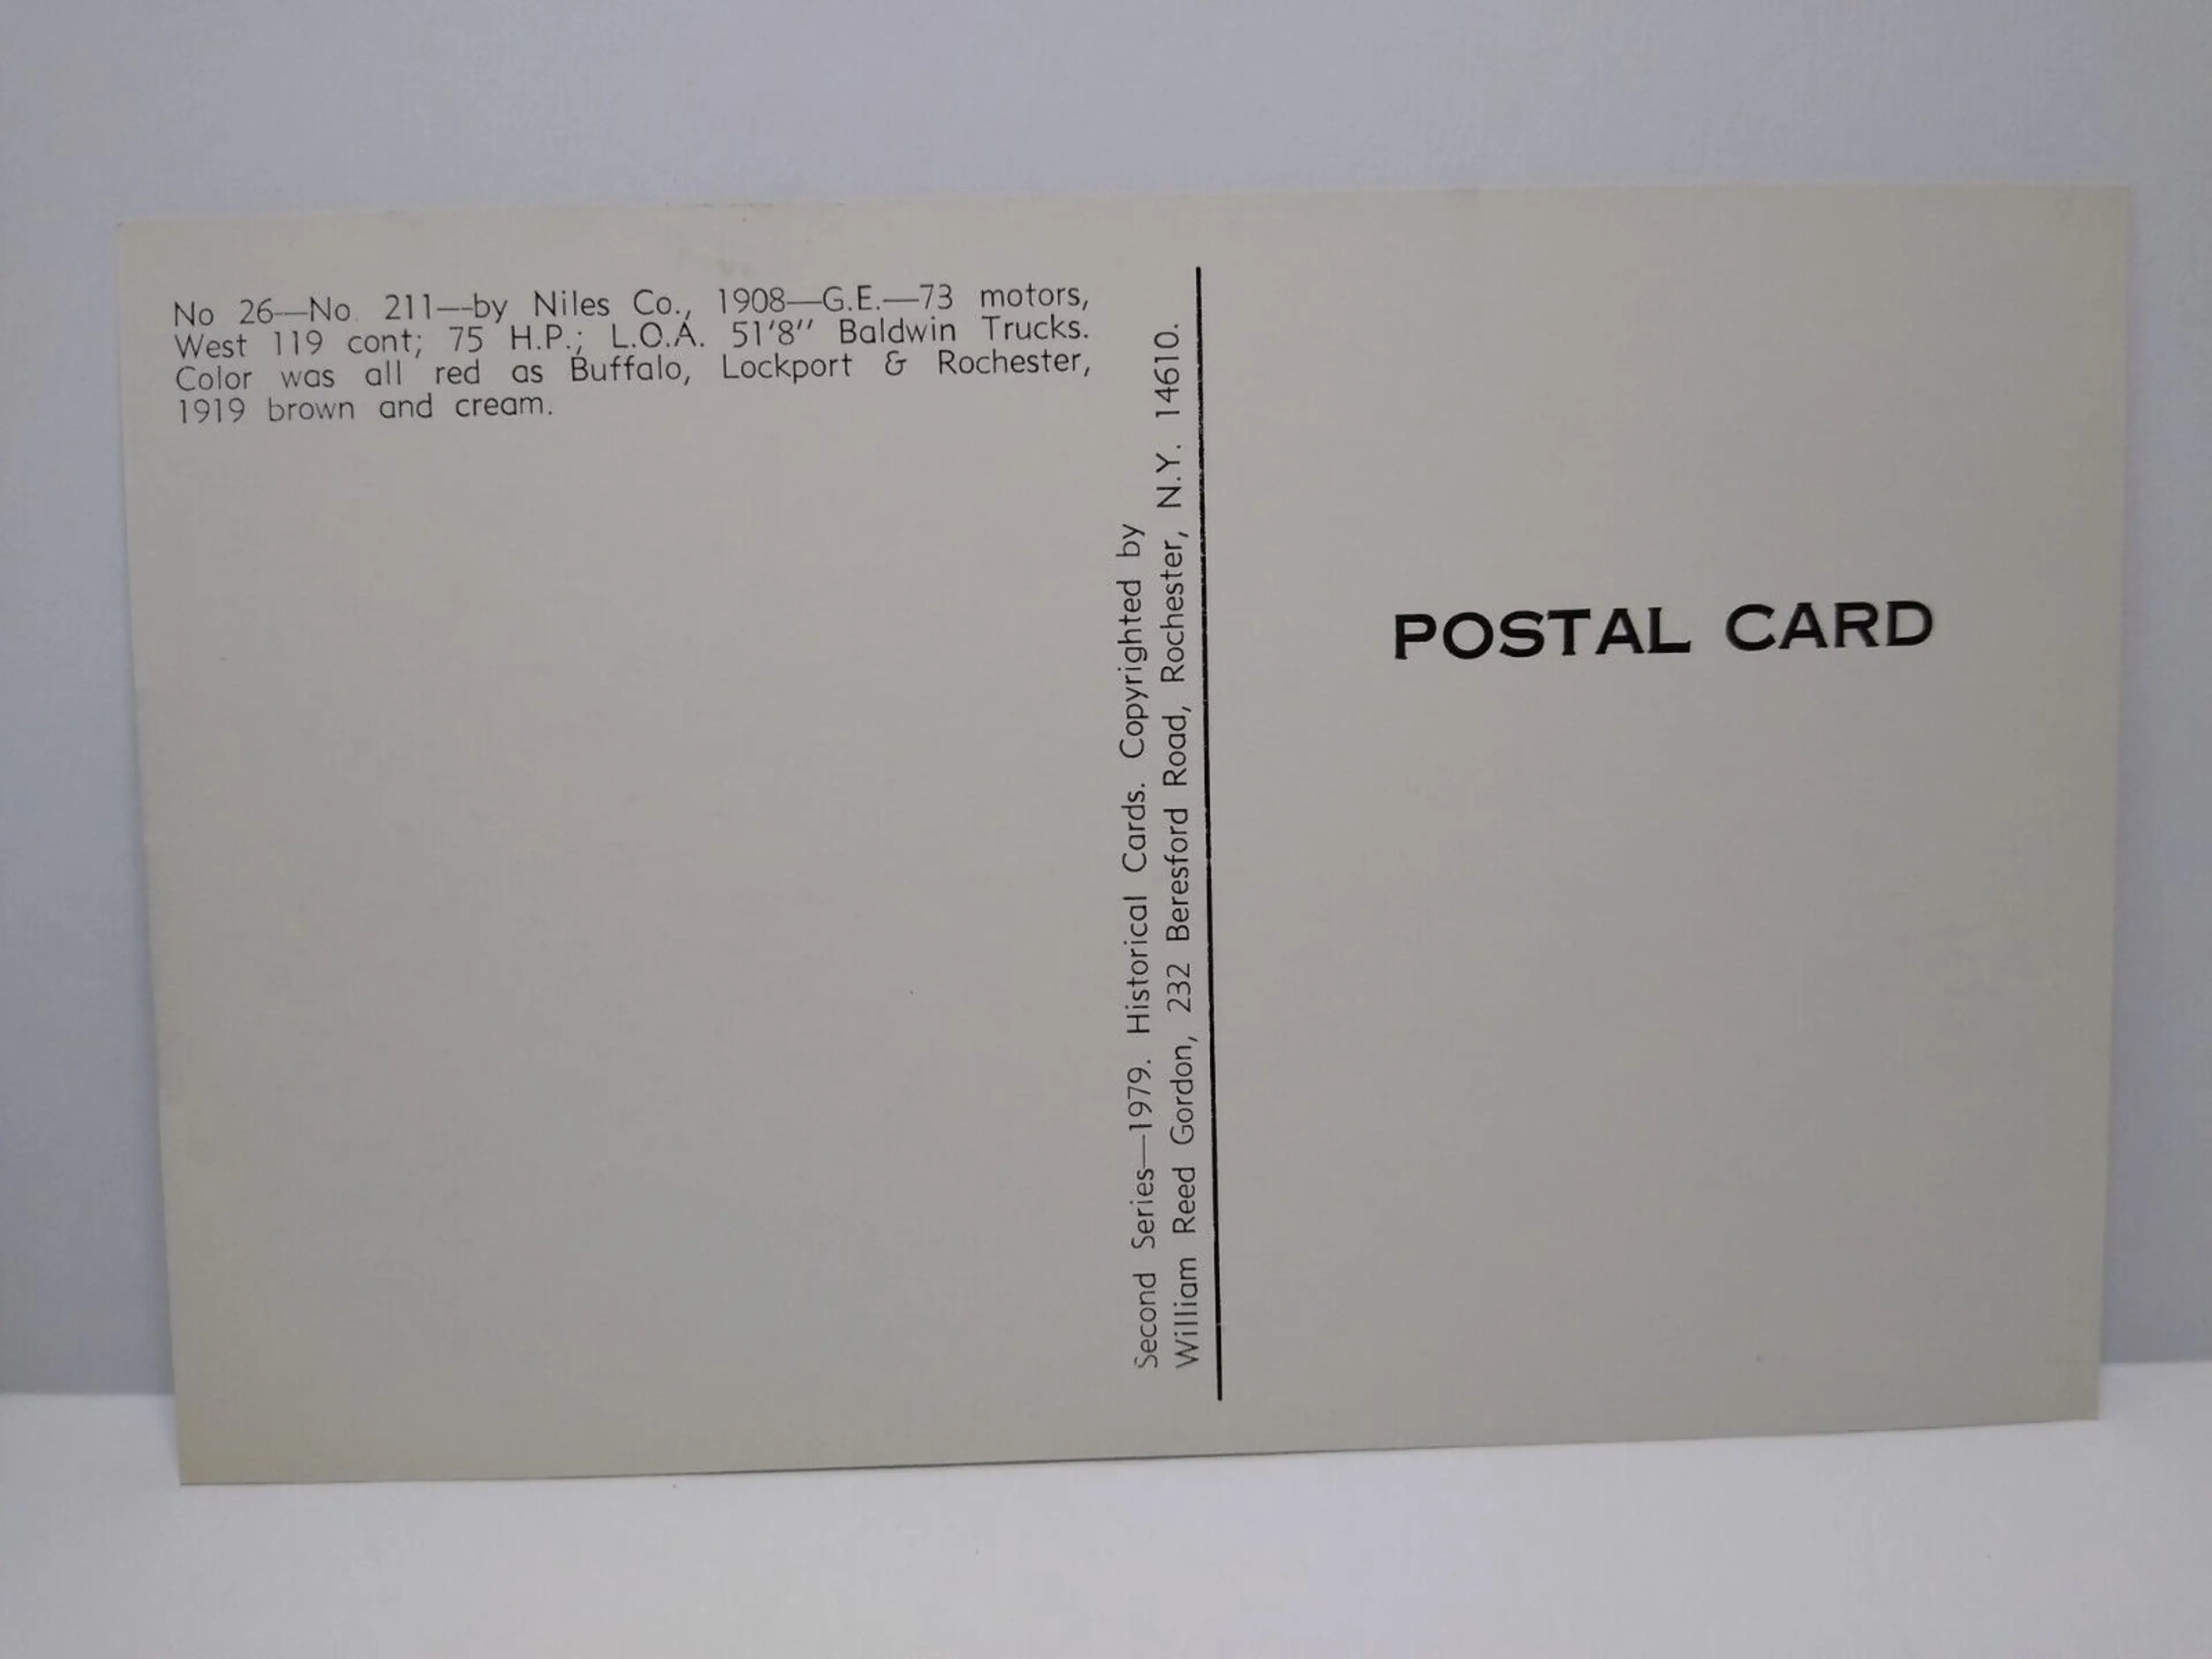 No 26—No. 211—by Niles Co., 1908—G.E.—73 motors,
West 119 cont; 75 H.P.; L.O.A. 51'8" Baldwin Trucks.
Color was all red as Buffalo, Lockport & Rochester,
1919 brown and cream.
Second Series—1979. Historical Cards. Copyrighted by
William Reed Gordon, 232 Beresford Road, Rochester, N.Y. 14610.
POSTAL CARD